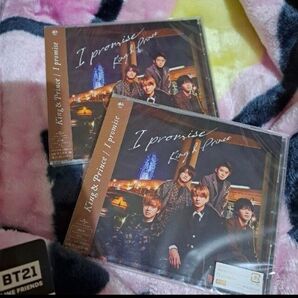 I promise
King & Prince
King & Prince / I promise
I promise
King & Prince
King & Prince / I promise
BT21
LINE FRIENDS